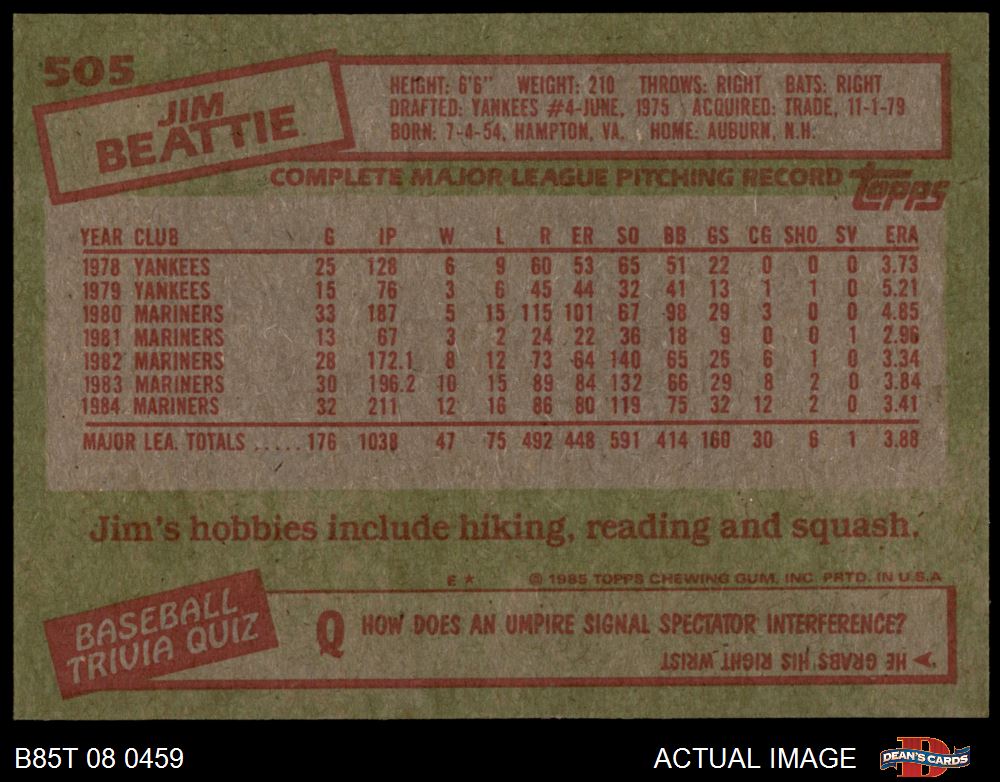 505
JIM
BEATTIE
HEIGHT: 6'6" WEIGHT: 210 THROWS: RIGHT BATS: RIGHT
DRAFTED: YANKEES #4-JUNE, 1975 ACQUIRED: TRADE, 11-1-79
BORN: 7-4-54, HAMPTON, VA. HOME: AUBURN, N.H.
COMPLETE MAJOR LEAGUE PITCHING RECORD topps
YEAR CLUB G IP W L R ER SO BB GS CG SHO SV ERA
1978 YANKEES 25 128 6 9 60 53 65 51 22 0 0 0 3.73
1979 YANKEES 15 76 3 6 45 44 32 41 13 1 1 0 5.21
1980 MARINERS 33 187 5 15 115 101 67 98 29 3 0 0 4.85
1981 MARINERS 13 67 3 2 24 22 36 18 9 0 0 1 2.96
1982 MARINERS 28 172.1 8 12 73 64 140 65 26 6 1 0 3.34
1983 MARINERS 30 196.2 10 15 89 84 132 66 29 8 2 0 3.84
1984 MARINERS 32 211 12 16 86 80 119 75 32 12 2 0 3.41
MAJOR LEA. TOTALS ..... 176 1038 47 75 492 448 591 414 160 30 6 1 3.88
Jim's hobbies include hiking, reading and squash.
E * © 1985 TOPPS CHEWING GUM, INC. PRTD. IN U.S.A
BASEBALL
TRIVIA QUIZ
Q HOW DOES AN UMPIRE SIGNAL SPECTATOR INTERFERENCE?
HE GRABS HIS RIGHT WRIST
B85T 08 0459 ACTUAL IMAGE DEAN'S CARDS